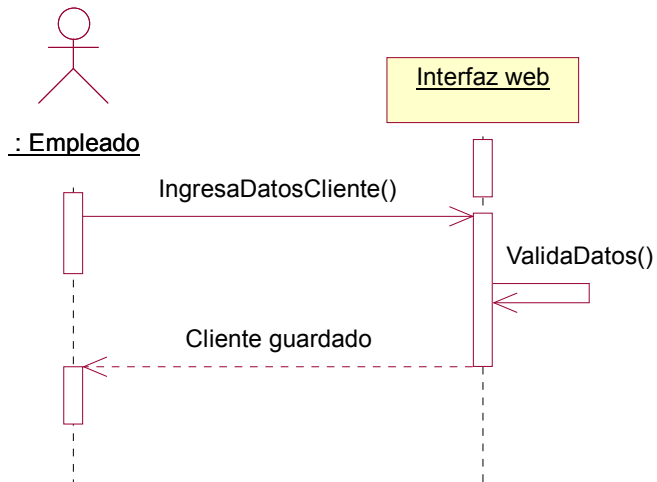 Interfaz web
: Empleado
IngresaDatosCliente()
ValidaDatos()
Cliente guardado